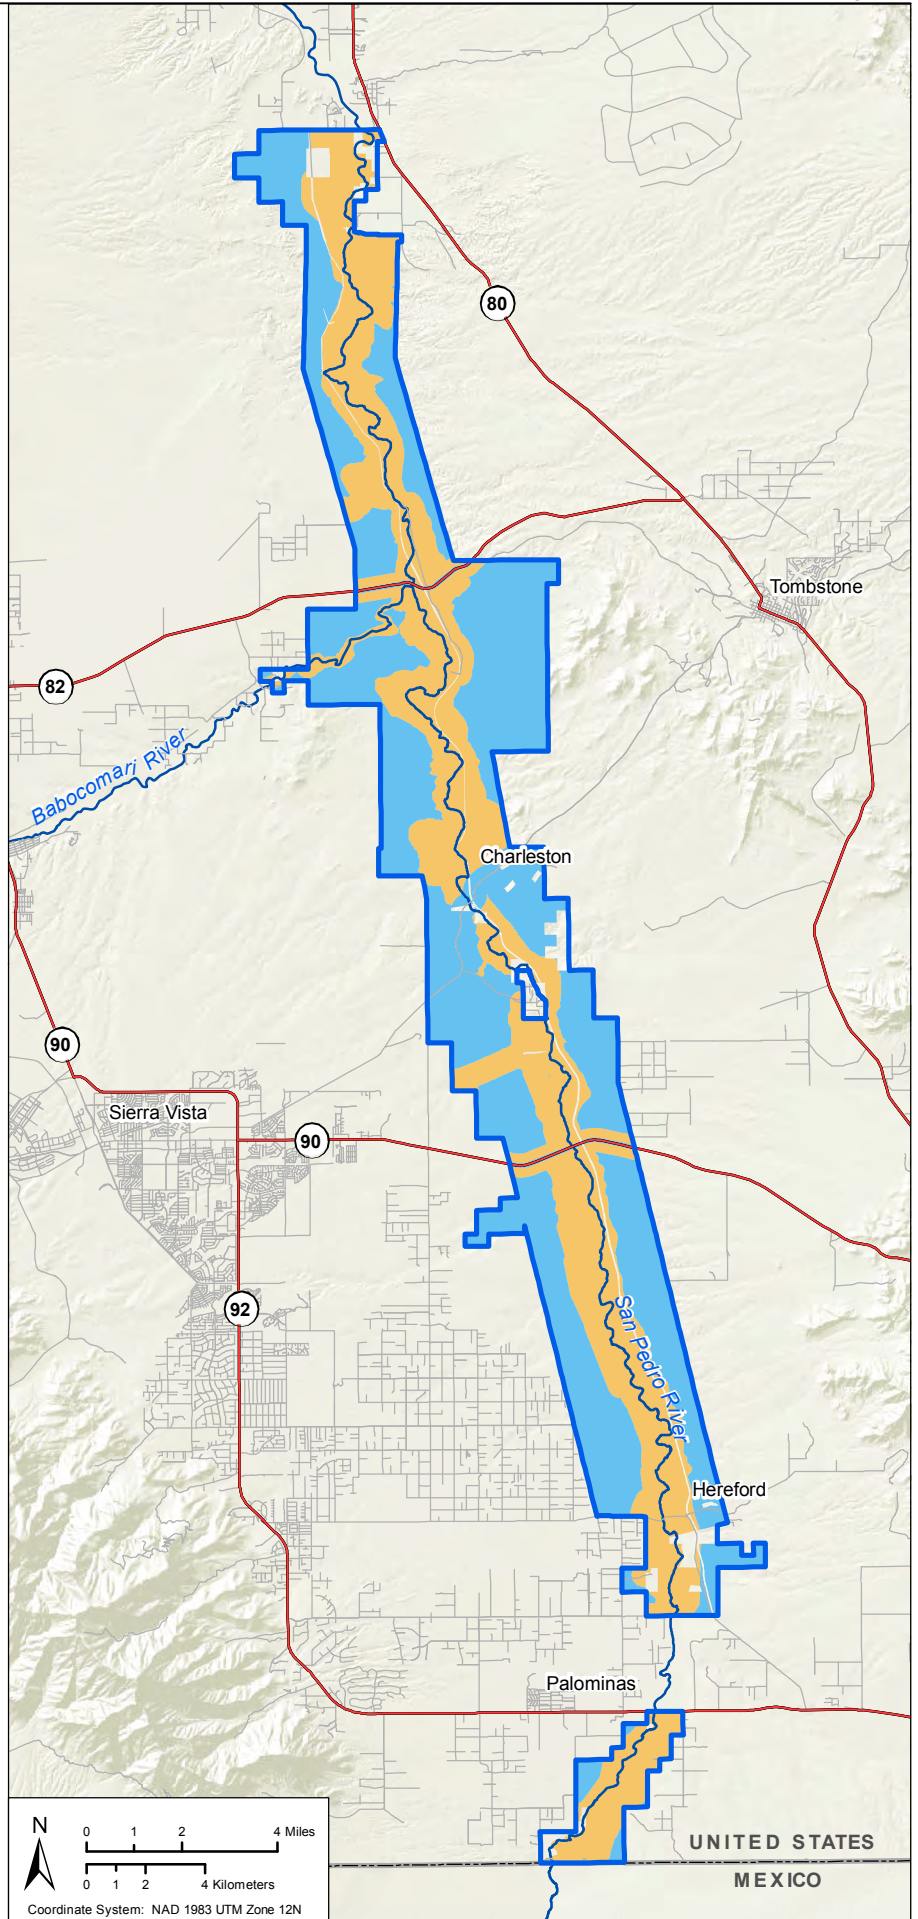 80
Tombstone
82
Babocomari River
Charleston
90
Sierra Vista
90
92
San Pedro River
Hereford
Palominas
UNITED STATES
MEXICO
N
0 1 2 4 Miles
0 1 2 4 Kilometers
Coordinate System: NAD 1983 UTM Zone 12N